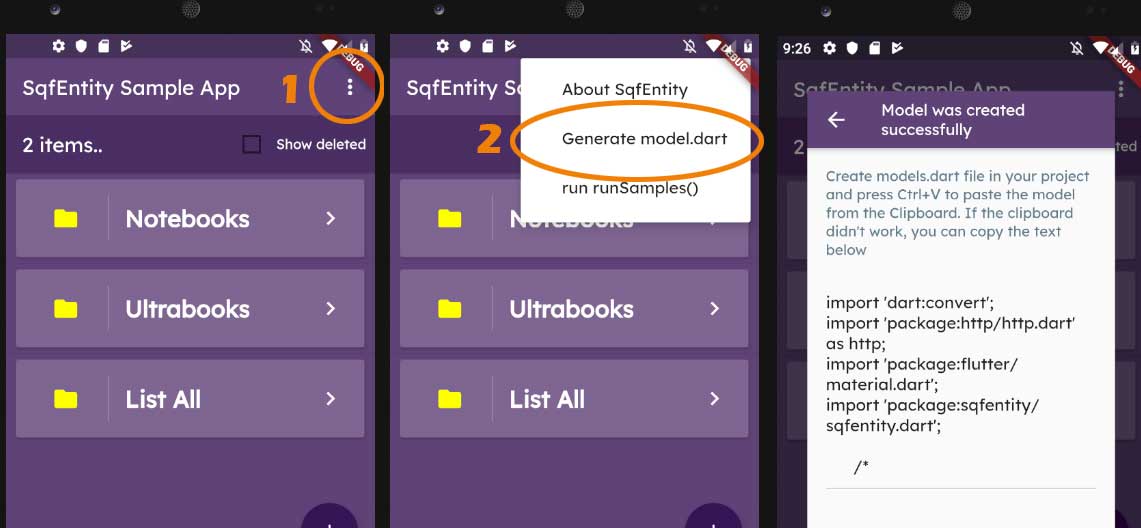 1
DEBUG
SqfEntity Sample App
2 items..
Show deleted
Notebooks
Ultrabooks
List All
DEBUG
SqfEntity S
About SqfEntity
2
Generate model.dart
run runSamples()
Notebooks
Ultrabooks
List All
9:26
DEBUG
SqfEntity Sample App
Model was created
successfully
2
ted
Create models.dart file in your project
and press Ctrl+V to paste the model
from the Clipboard. If the clipboard
didn't work, you can copy the text
below
import 'dart:convert';
import 'package:http/http.dart'
as http;
import 'package:flutter/
material.dart';
import 'package:sqfentity/
sqfentity.dart';
/*